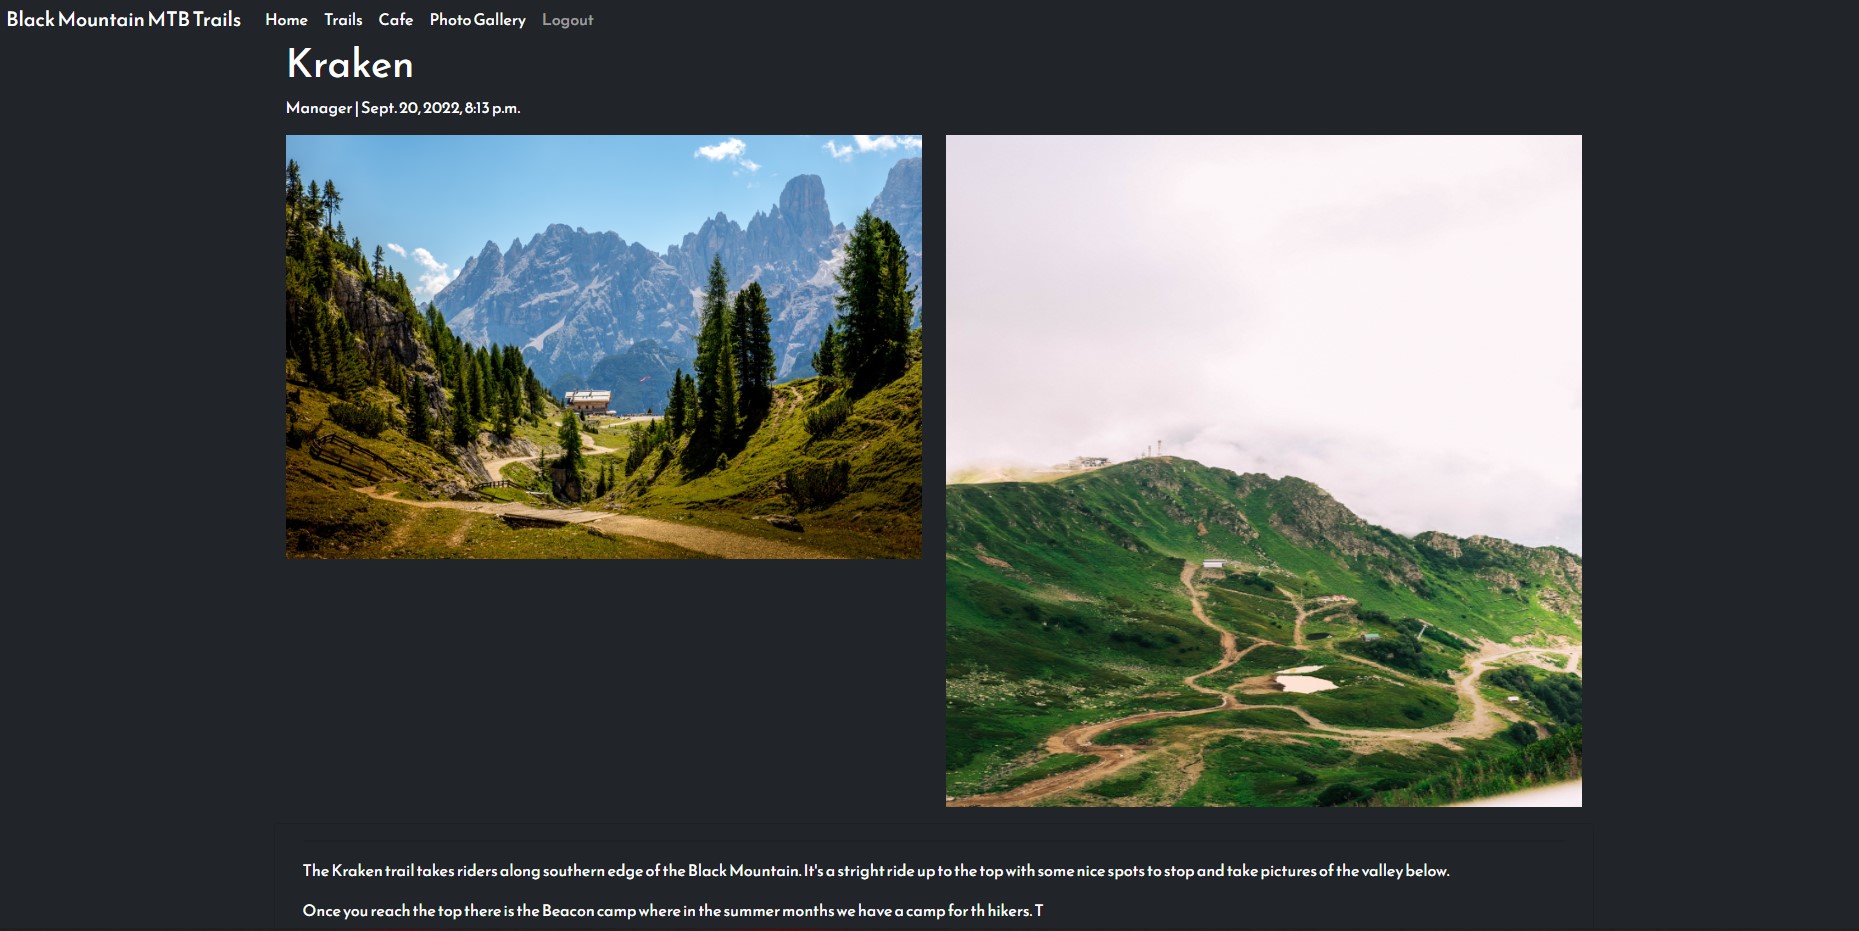 Black Mountain MTB Trails Home Trails Cafe Photo Gallery Logout
Kraken
Manager | Sept. 20, 2022, 8:13 p.m.
The Kraken trail takes riders along southern edge of the Black Mountain. It's a stright ride up to the top with some nice spots to stop and take pictures of the valley below.
Once you reach the top there is the Beacon camp where in the summer months we have a camp for th hikers. T